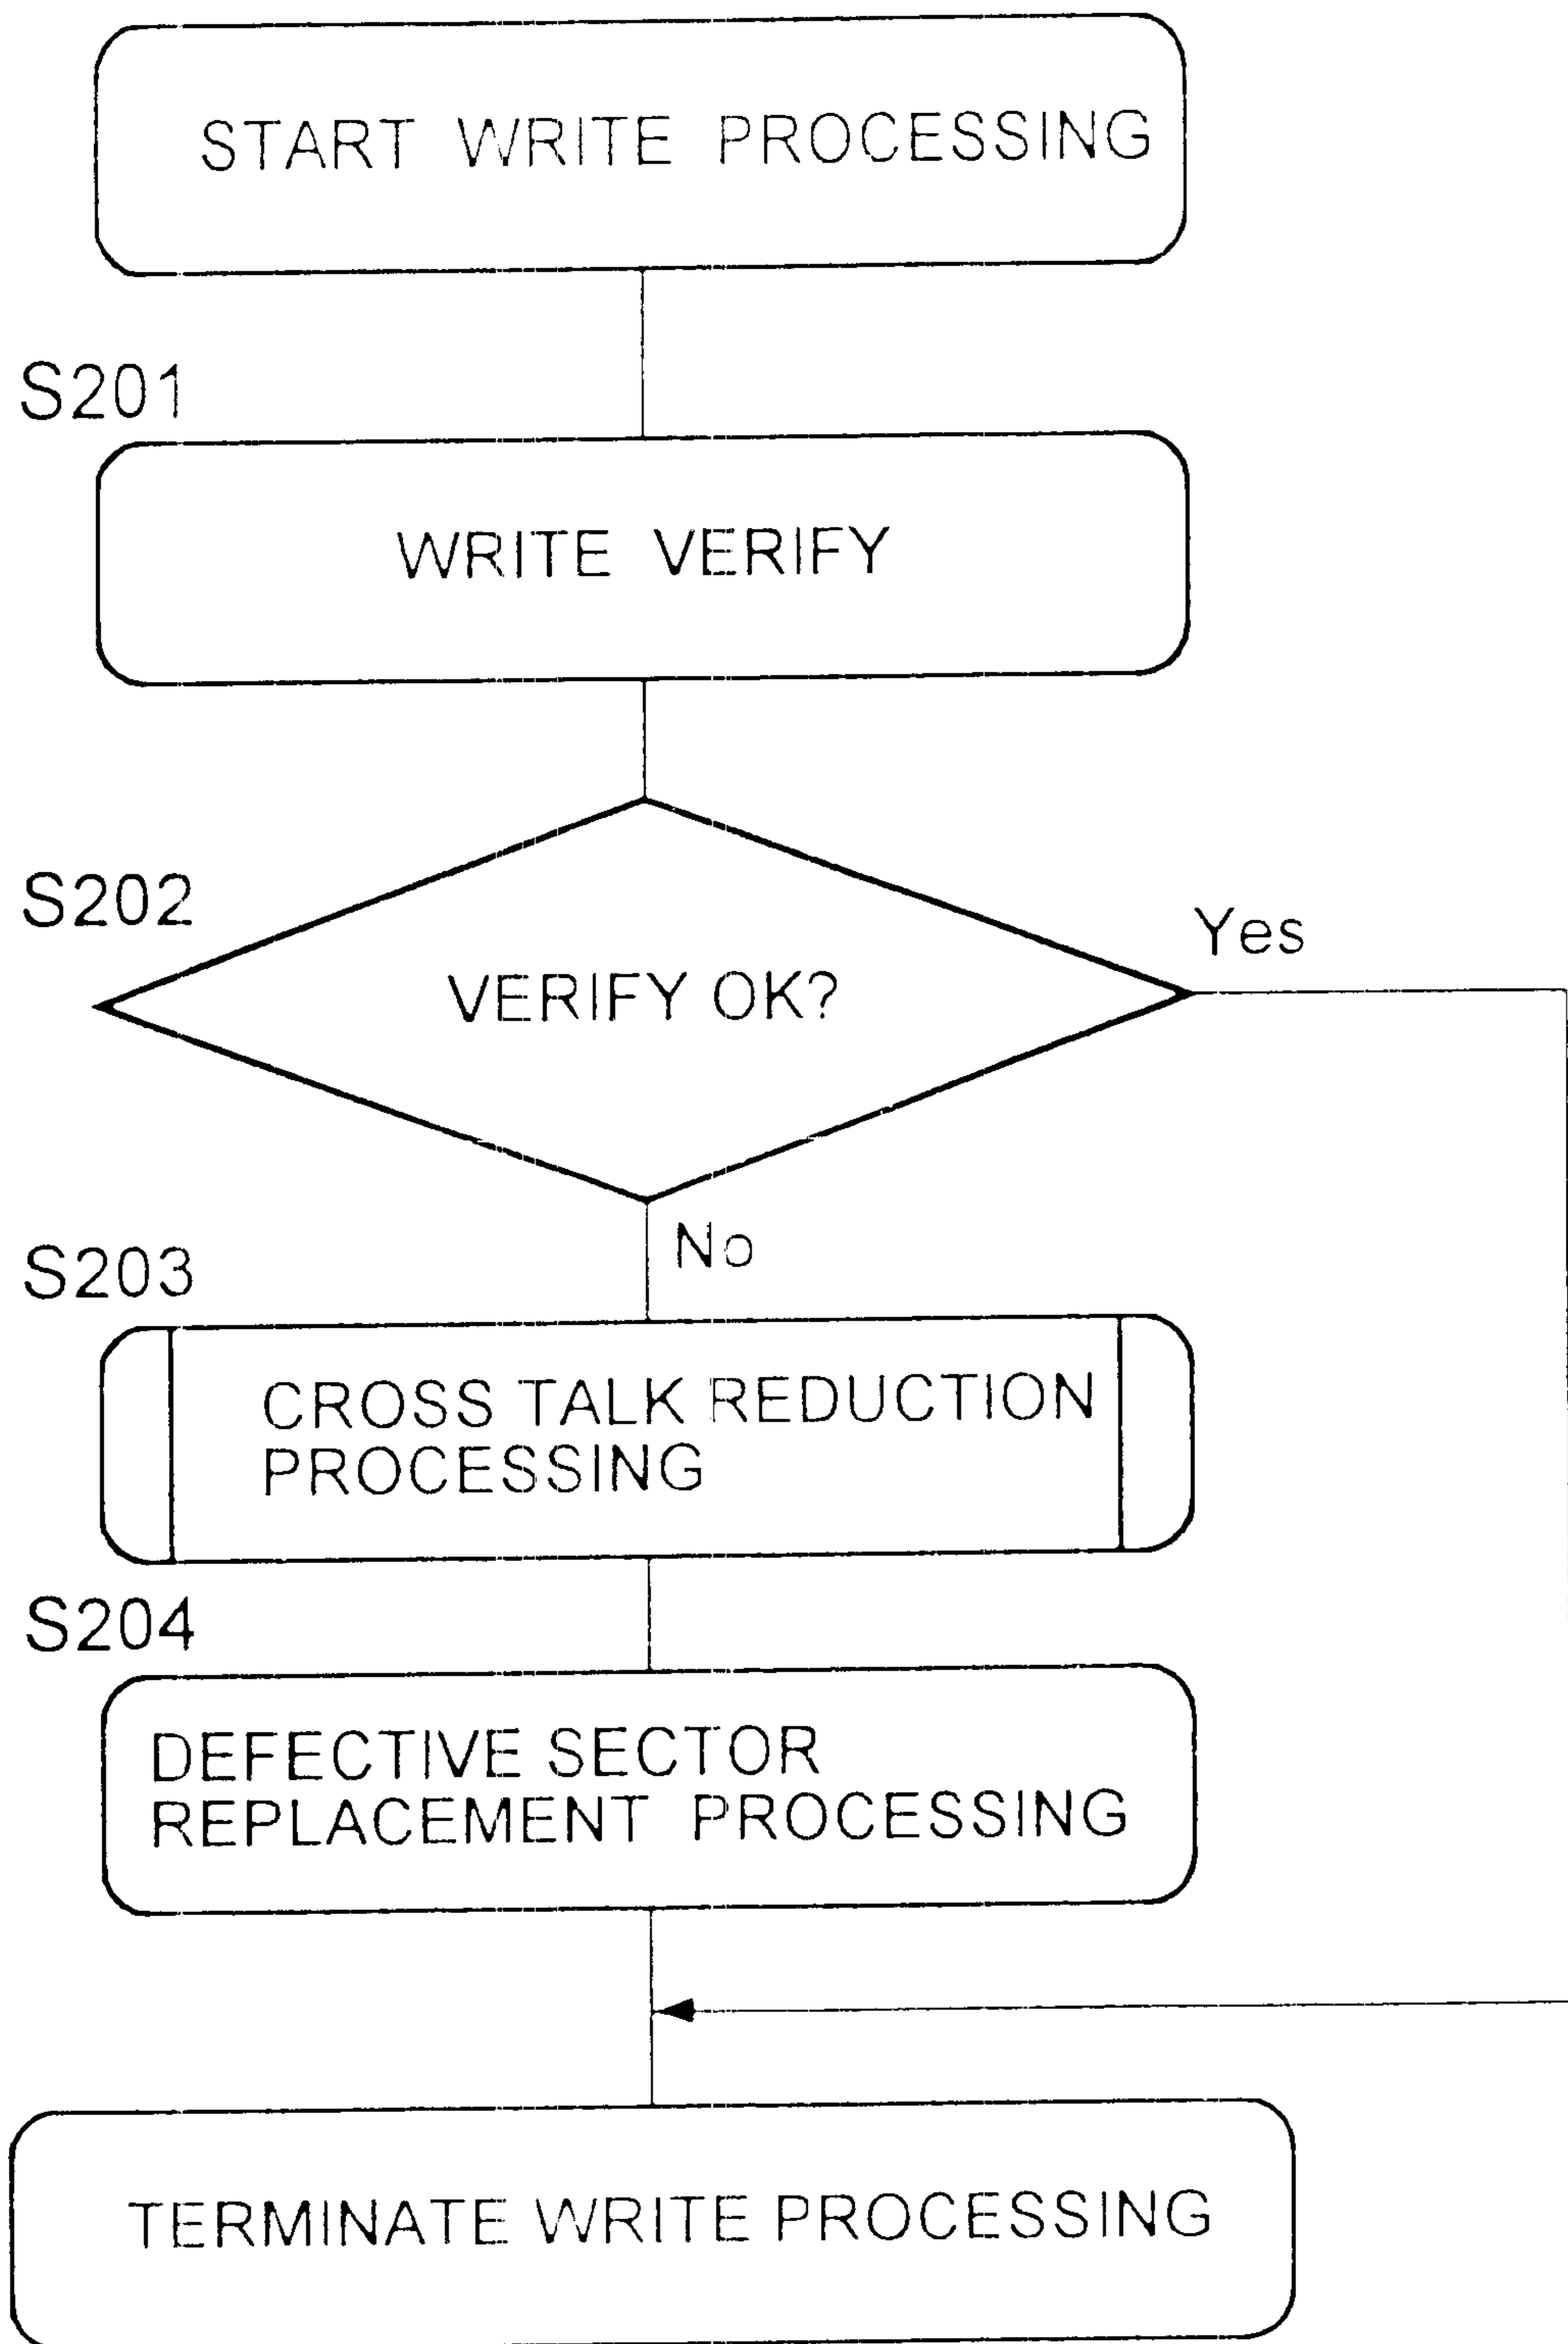 START WRITE PROCESSING
S201
WRITE VERIFY
S202
VERIFY OK?
Yes
No
S203
CROSS TALK REDUCTION
PROCESSING
S204
DEFECTIVE SECTOR
REPLACEMENT PROCESSING
TERMINATE WRITE PROCESSING